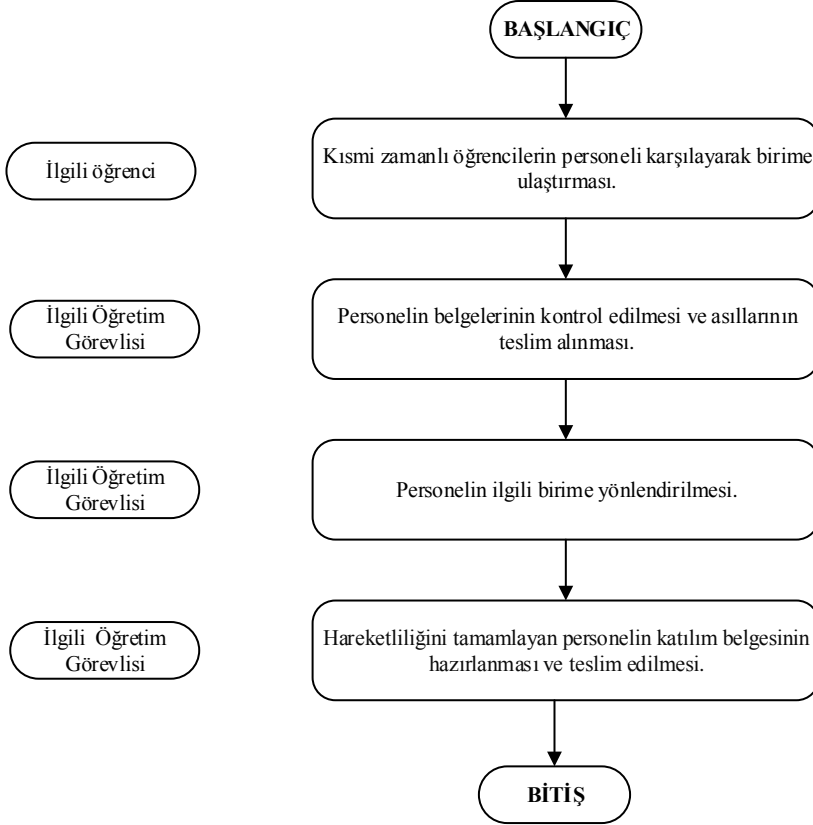 BAŞLANGIÇ
İlgili öğrenci
Kısmi zamanlı öğrencilerin personeli karşılayarak birime
ulaştırması.
İlgili Öğretim
Görevlisi
Personelin belgelerinin kontrol edilmesi ve asıllarının
teslim alınması.
İlgili Öğretim
Görevlisi
Personelin ilgili birime yönlendirilmesi.
İlgili Öğretim
Görevlisi
Hareketliliğini tamamlayan personelin katılım belgesinin
hazırlanması ve teslim edilmesi.
BİTİŞ